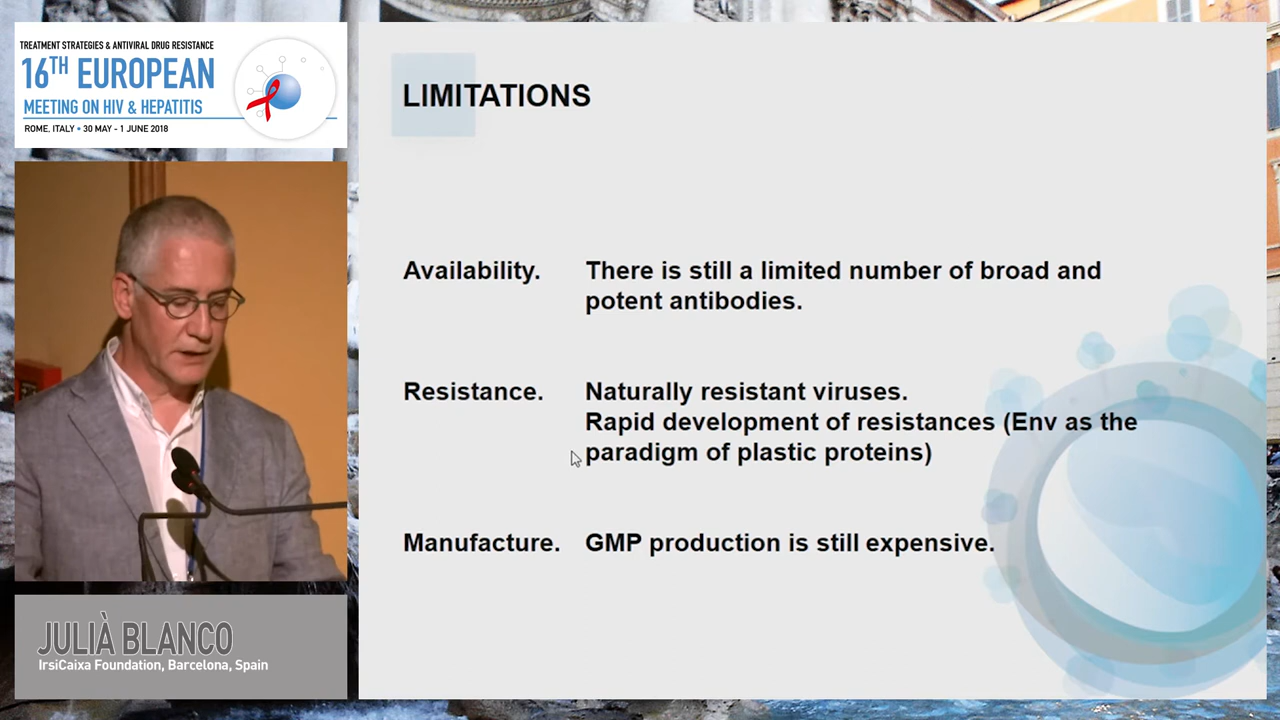 TREATMENT STRATEGIES & ANTIVIRAL DRUG RESISTANCE
16TH EUROPEAN
MEETING ON HIV & HEPATITIS
ROME, ITALY • 30 MAY - 1 JUNE 2018
JULIÀ BLANCO
IrsiCaixa Foundation, Barcelona, Spain
LIMITATIONS
Availability. There is still a limited number of broad and
potent antibodies.
Resistance. Naturally resistant viruses.
Rapid development of resistances (Env as the
paradigm of plastic proteins)
Manufacture. GMP production is still expensive.